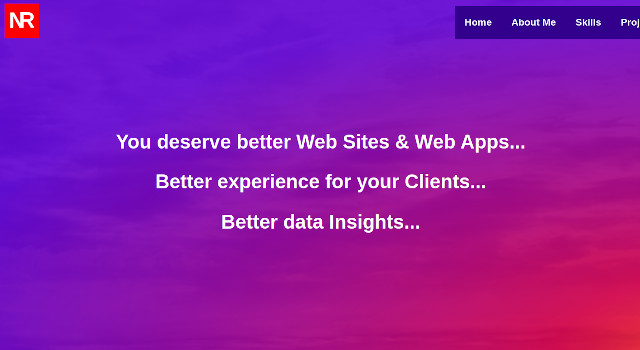 NR
Home About Me Skills Proj
You deserve better Web Sites & Web Apps...
Better experience for your Clients...
Better data Insights...